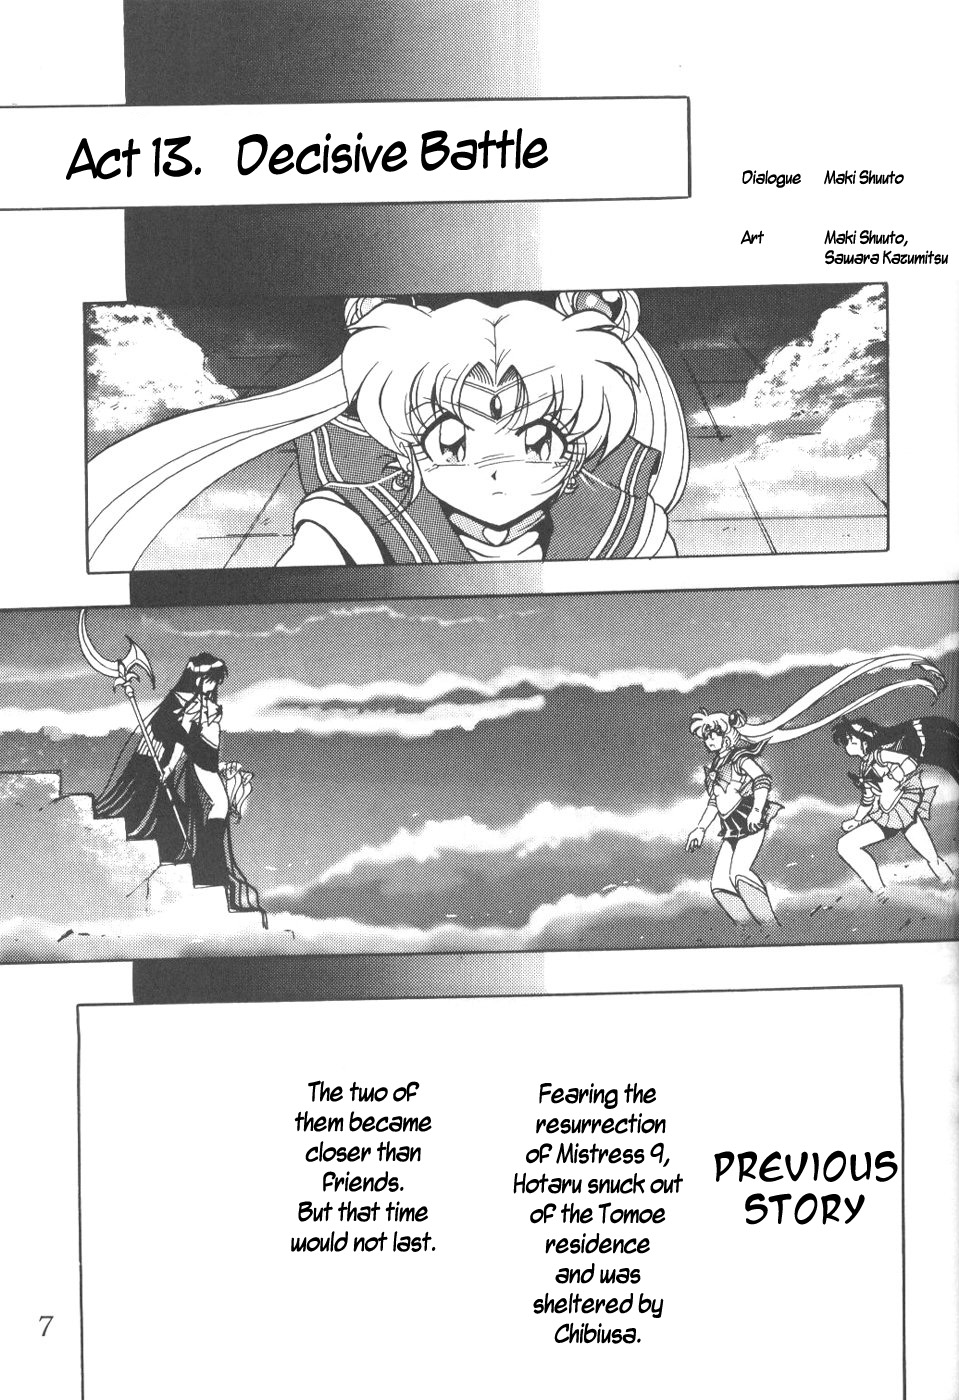 Act 13. Decisive Battle
Dialogue Maki Shuuto
Art Maki Shuuto,
Sawara Kazumitsu
PREVIOUS
STORY
Fearing the
resurrection
of Mistress 9,
Hotaru snuck out
of the Tomoe
residence
and was
sheltered by
Chibiusa.
The two of
them became
closer than
friends.
But that time
would not last.
7